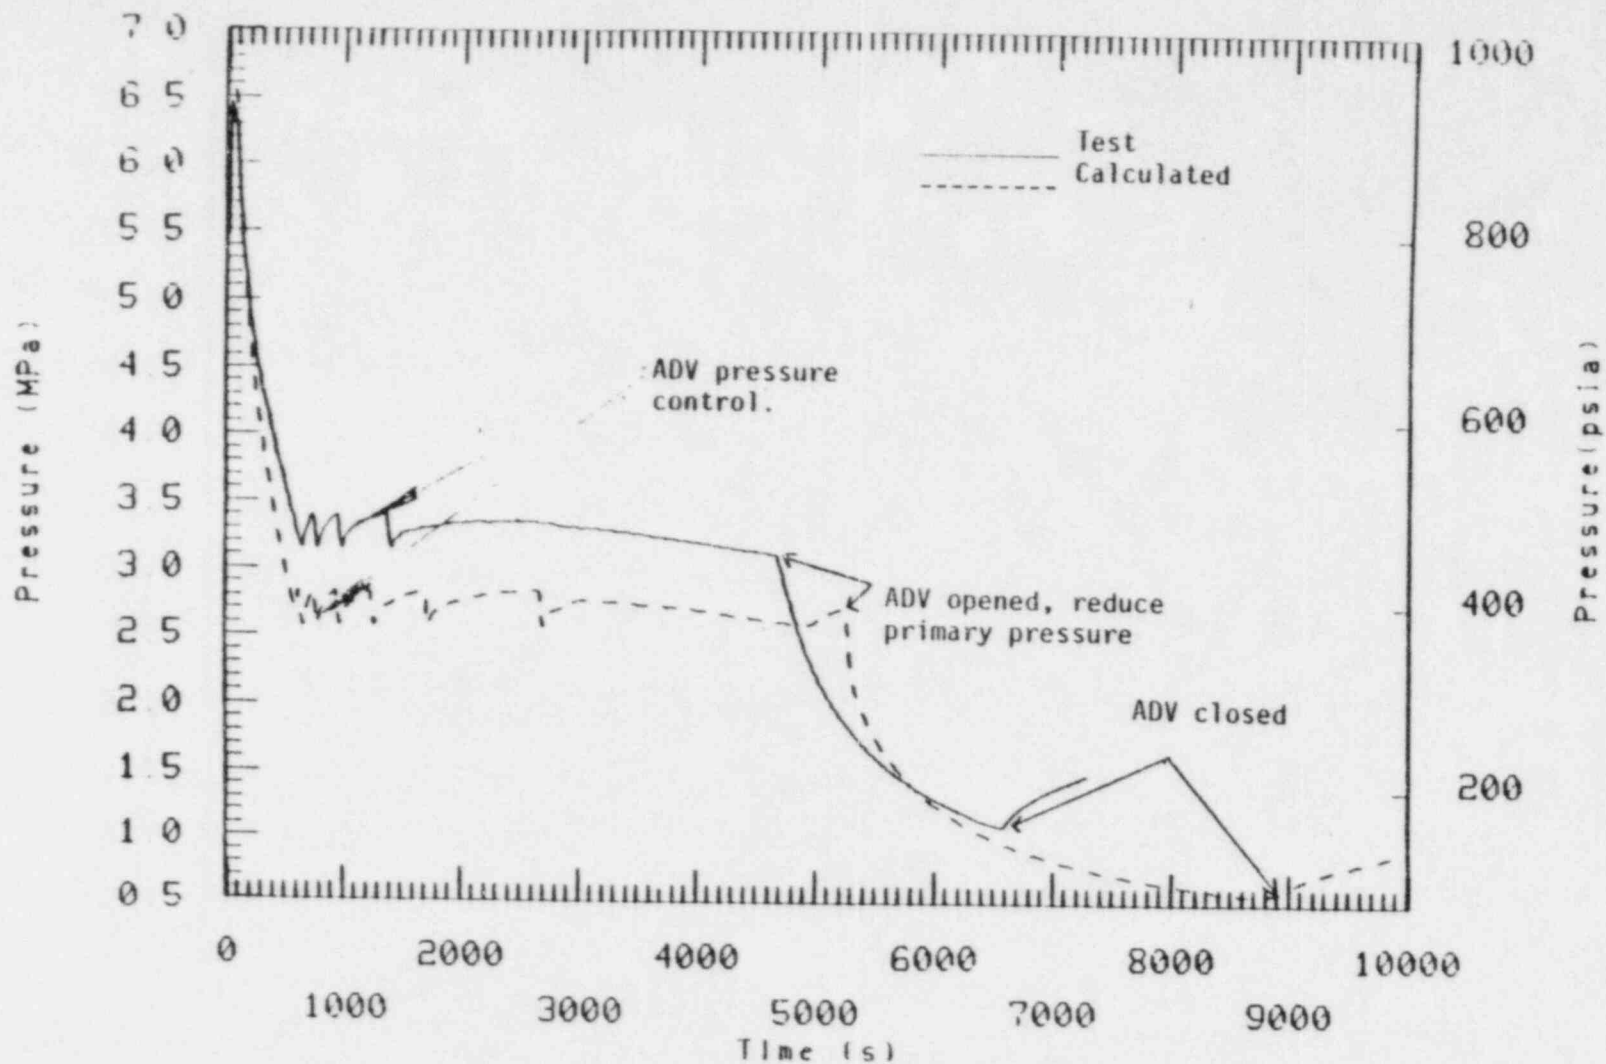 Pressure (MPa)
7 0
6 5
6 0
5 5
5 0
4 5
4 0
3 5
3 0
2 5
2 0
1 5
1 0
0 5
Test
Calculated
ADV pressure
control.
ADV opened, reduce
primary pressure
ADV closed
1000
800
600
400
200
Pressure(psia)
0 2000 4000 6000 8000 10000
1000 3000 5000 7000 9000
Time (s)